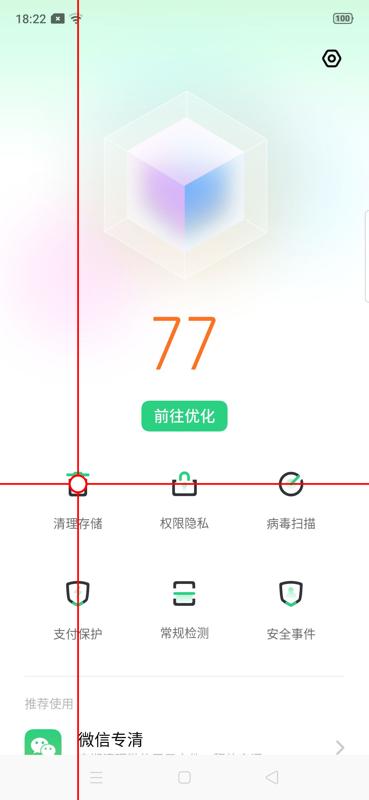 18:22
100
77
前往优化
清理存储
权限隐私
病毒扫描
支付保护
常规检测
安全事件
推荐使用
微信专清